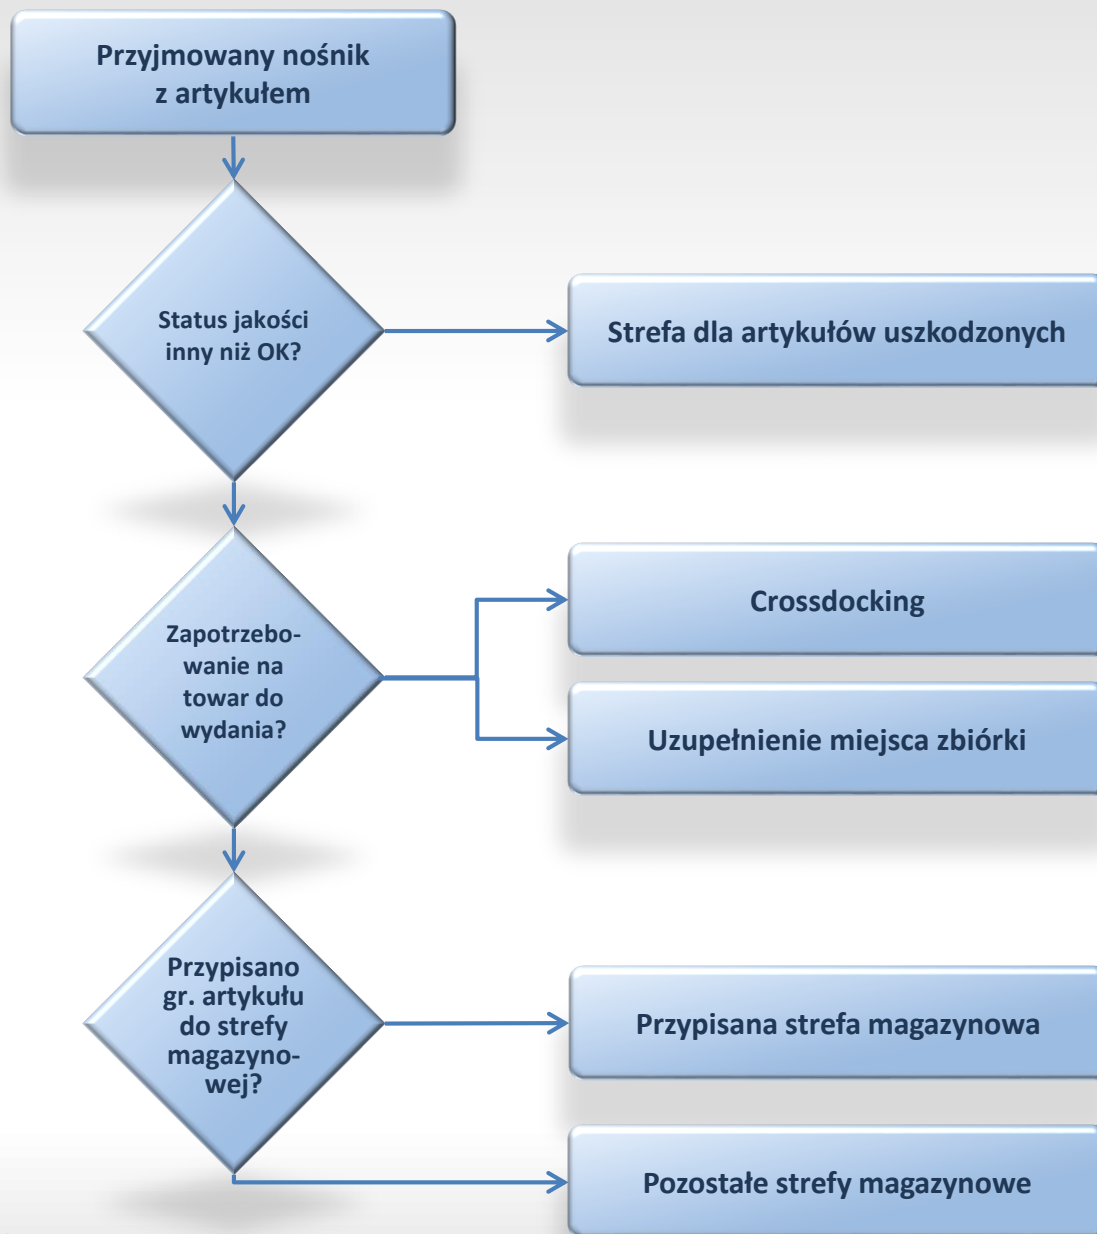 Przyjmowany nośnik
z artykułem
Status jakości
inny niż OK?
Strefa dla artykułów uszkodzonych
Zapotrzebo-
wanie na
towar do
wydania?
Crossdocking
Uzupełnienie miejsca zbiórki
Przypisano
gr. artykułu
do strefy
magazyno-
wej?
Przypisana strefa magazynowa
Pozostałe strefy magazynowe